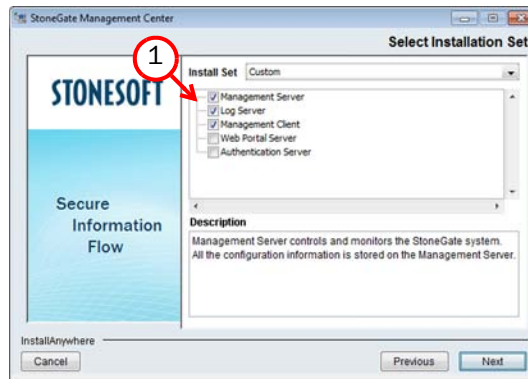 StoneGate Management Center
Select Installation Set
1
Install Set Custom
STONESOFT
Management Server
Log Server
Management Client
Web Portal Server
Authentication Server
Secure
Information
Flow
Description
Management Server controls and monitors the StoneGate system.
All the configuration information is stored on the Management Server.
InstallAnywhere
Cancel Previous Next